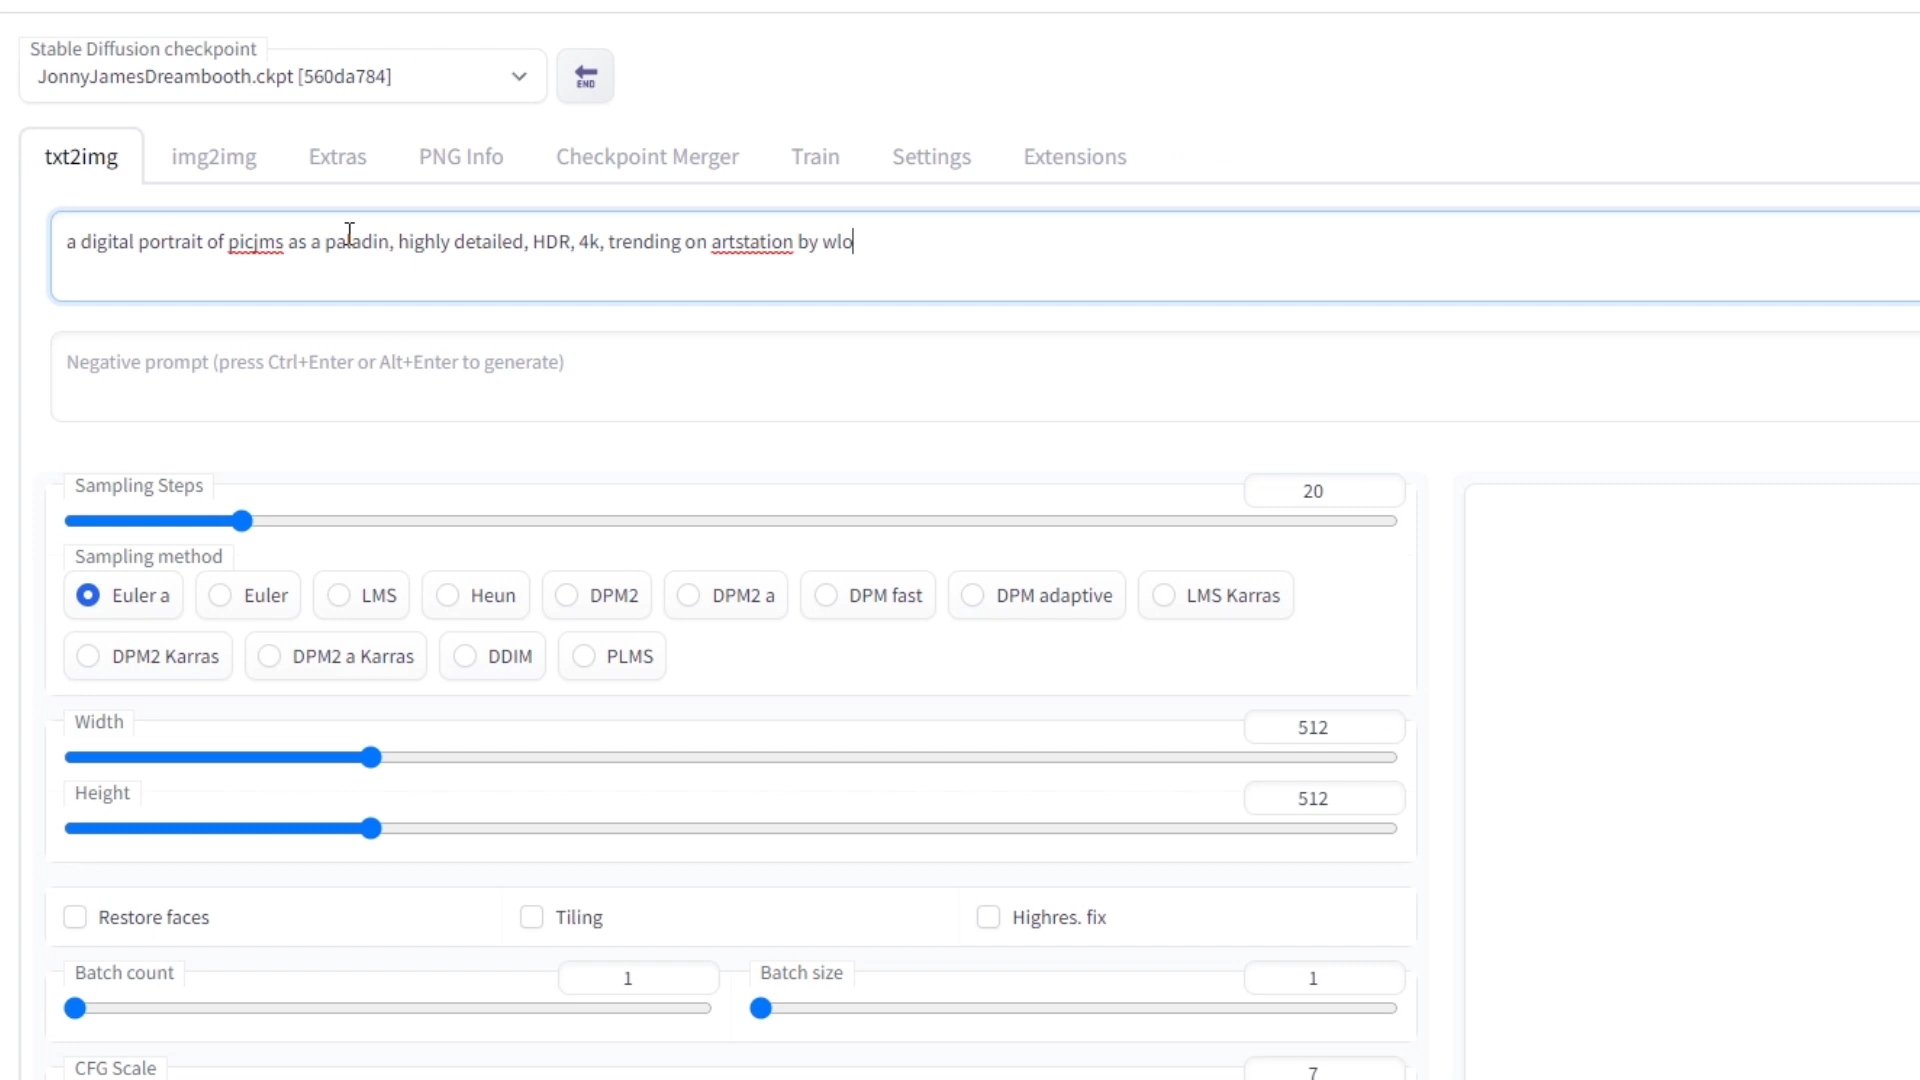 Stable Diffusion checkpoint
JonnyJamesDreambooth.ckpt [560da784]
END
txt2img img2img Extras PNG Info Checkpoint Merger Train Settings Extensions
a digital portrait of picjms as a paladin, highly detailed, HDR, 4k, trending on artstation by wlo
Negative prompt (press Ctrl+Enter or Alt+Enter to generate)
Sampling Steps 20
Sampling method
Euler a Euler LMS Heun DPM2 DPM2 a DPM fast DPM adaptive LMS Karras
DPM2 Karras DPM2 a Karras DDIM PLMS
Width 512
Height 512
Restore faces Tiling Highres. fix
Batch count 1 Batch size 1
CFG Scale 7